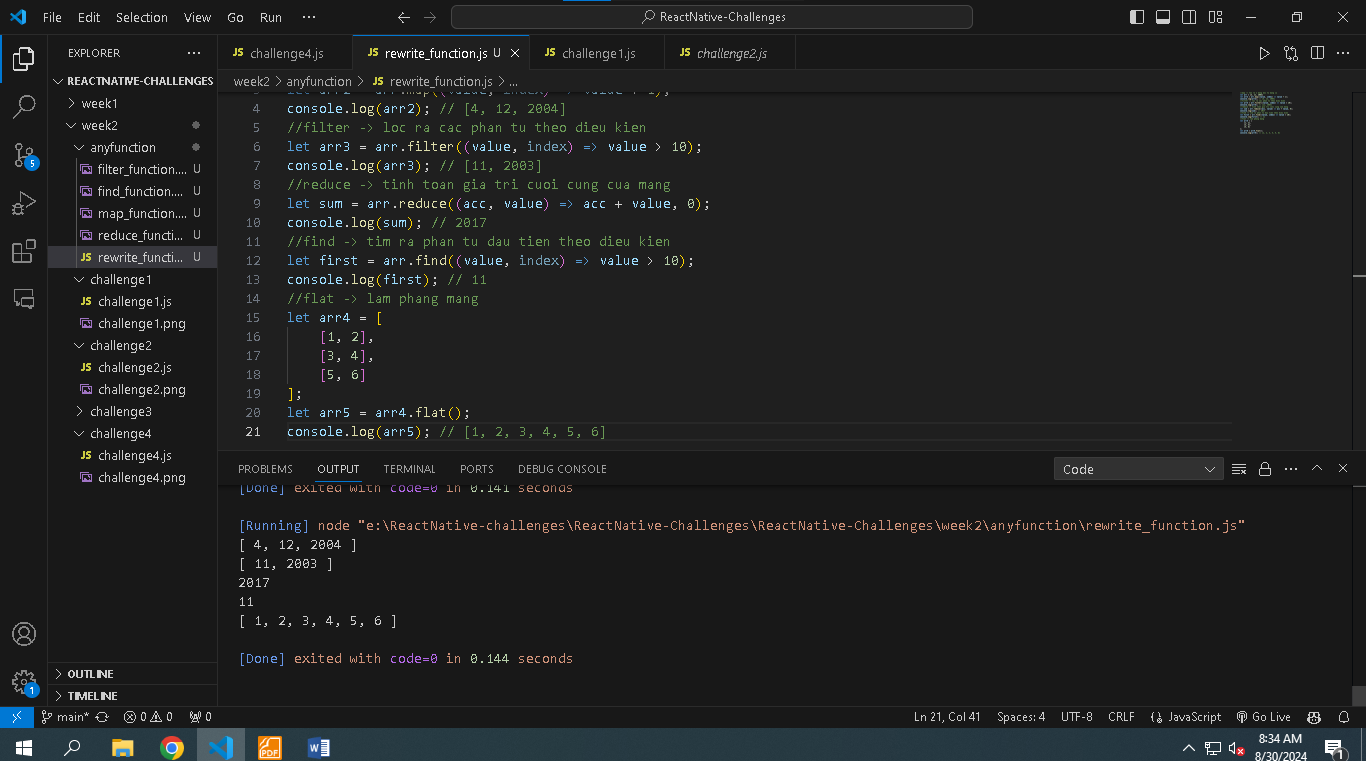 File Edit Selection View Go Run ··· ReactNative-Challenges
EXPLORER ···
REACTNATIVE-CHALLENGES
week1
week2
anyfunction
filter_function.... U
find_function.... U
map_function.... U
reduce_functi... U
rewrite_functi... U
challenge1
challenge1.js
challenge1.png
challenge2
challenge2.js
challenge2.png
challenge3
challenge4
challenge4.js
challenge4.png
OUTLINE
TIMELINE
5
1
JS challenge4.js JS rewrite_function.js U JS challenge1.js JS challenge2.js
week2 > anyfunction > JS rewrite_function.js > ...
4 console.log(arr2); // [4, 12, 2004]
5 //filter -> loc ra cac phan tu theo dieu kien
6 let arr3 = arr.filter((value, index) => value > 10);
7 console.log(arr3); // [11, 2003]
8 //reduce -> tinh toan gia tri cuoi cung cua mang
9 let sum = arr.reduce((acc, value) => acc + value, 0);
10 console.log(sum); // 2017
11 //find -> tim ra phan tu dau tien theo dieu kien
12 let first = arr.find((value, index) => value > 10);
13 console.log(first); // 11
14 //flat -> lam phang mang
15 let arr4 = [
16 [1, 2],
17 [3, 4],
18 [5, 6]
19 ];
20 let arr5 = arr4.flat();
21 console.log(arr5); // [1, 2, 3, 4, 5, 6]
PROBLEMS OUTPUT TERMINAL PORTS DEBUG CONSOLE Code
[Done] exited with code=0 in 0.141 seconds
[Running] node "e:\ReactNative-challenges\ReactNative-Challenges\ReactNative-Challenges\week2\anyfunction\rewrite_function.js"
[ 4, 12, 2004 ]
[ 11, 2003 ]
2017
11
[ 1, 2, 3, 4, 5, 6 ]
[Done] exited with code=0 in 0.144 seconds
main* 0 0 0 Ln 21, Col 41 Spaces: 4 UTF-8 CRLF JavaScript Go Live
8:34 AM
8/30/2024
1